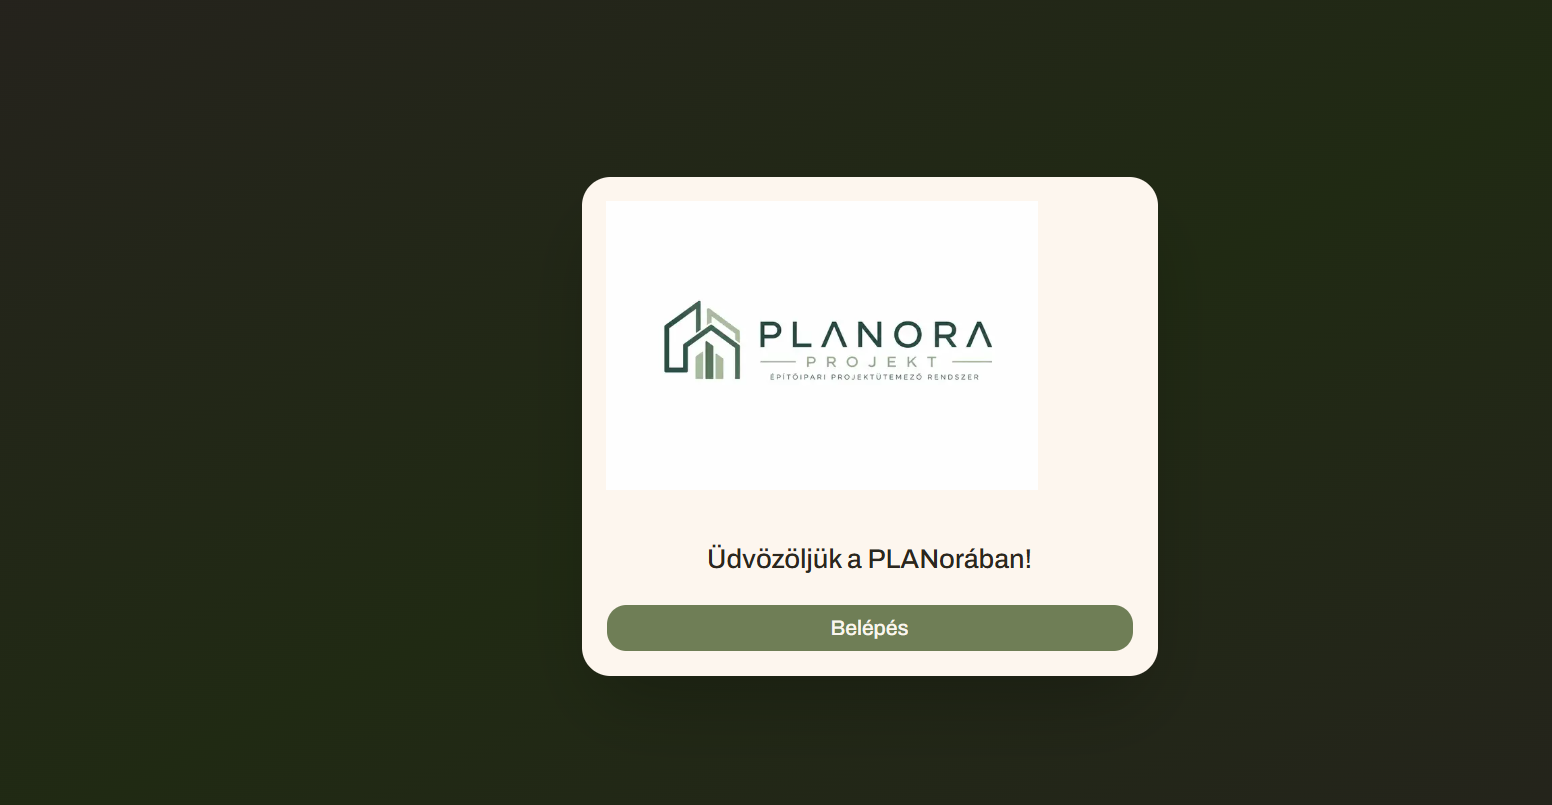 PLANORA
PROJEKT
ÉPÍTŐIPARI PROJEKTÜTEMEZŐ RENDSZER
Üdvözöljük a PLANorában!
Belépés